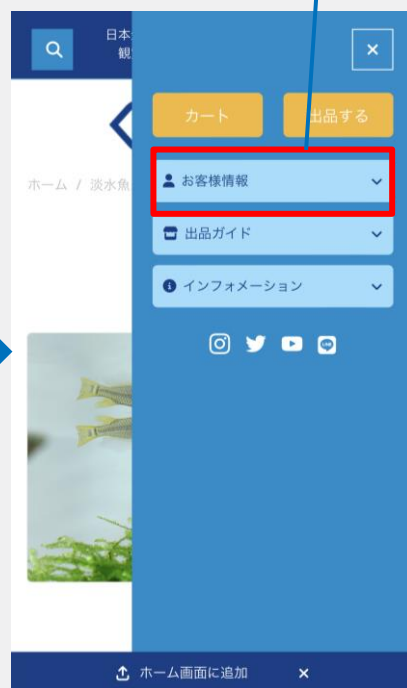 日本
観
×
カート
出品する
ホーム / 淡水魚
お客様情報
出品ガイド
インフォメーション
LINE
ホーム画面に追加 ×